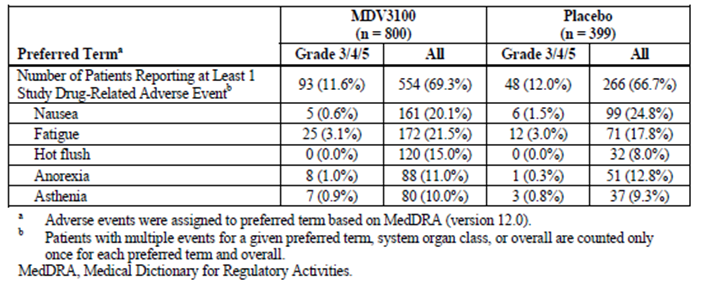 MDV3100 Placebo
(n = 800) (n = 399)
Preferred Termᵃ Grade 3/4/5 All Grade 3/4/5 All
Number of Patients Reporting at Least 1
Study Drug-Related Adverse Eventᵇ 93 (11.6%) 554 (69.3%) 48 (12.0%) 266 (66.7%)
Nausea 5 (0.6%) 161 (20.1%) 6 (1.5%) 99 (24.8%)
Fatigue 25 (3.1%) 172 (21.5%) 12 (3.0%) 71 (17.8%)
Hot flush 0 (0.0%) 120 (15.0%) 0 (0.0%) 32 (8.0%)
Anorexia 8 (1.0%) 88 (11.0%) 1 (0.3%) 51 (12.8%)
Asthenia 7 (0.9%) 80 (10.0%) 3 (0.8%) 37 (9.3%)
ᵃ Adverse events were assigned to preferred term based on MedDRA (version 12.0).
ᵇ Patients with multiple events for a given preferred term, system organ class, or overall are counted only
once for each preferred term and overall.
MedDRA, Medical Dictionary for Regulatory Activities.